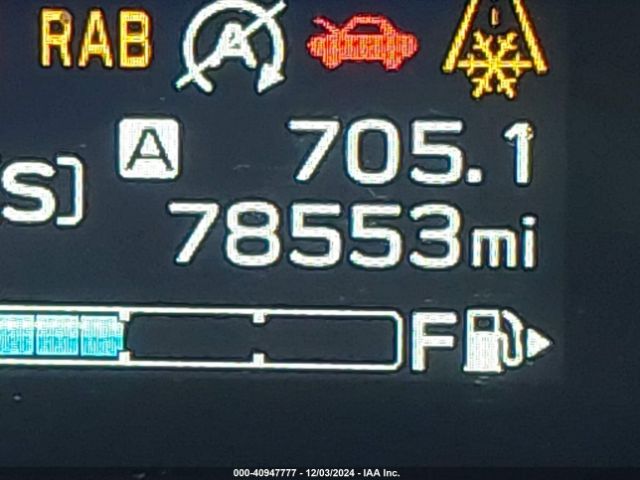 RAB A
A 705.1
S]
78553mi
F
000-40947777 - 12/03/2024 - IAA Inc.